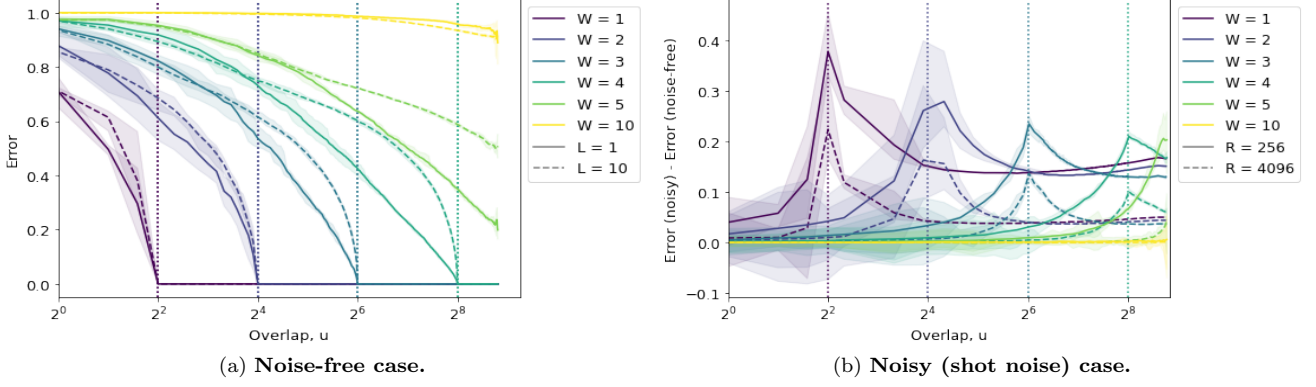 1.0
0.8
0.6
0.4
0.2
0.0
Error
2^0
2^2
2^4
2^6
2^8
Overlap, u
W = 1
W = 2
W = 3
W = 4
W = 5
W = 10
L = 1
L = 10
(a) Noise-free case.
0.4
0.3
0.2
0.1
0.0
−0.1
Error (noisy) - Error (noise-free)
2^0
2^2
2^4
2^6
2^8
Overlap, u
W = 1
W = 2
W = 3
W = 4
W = 5
W = 10
R = 256
R = 4096
(b) Noisy (shot noise) case.